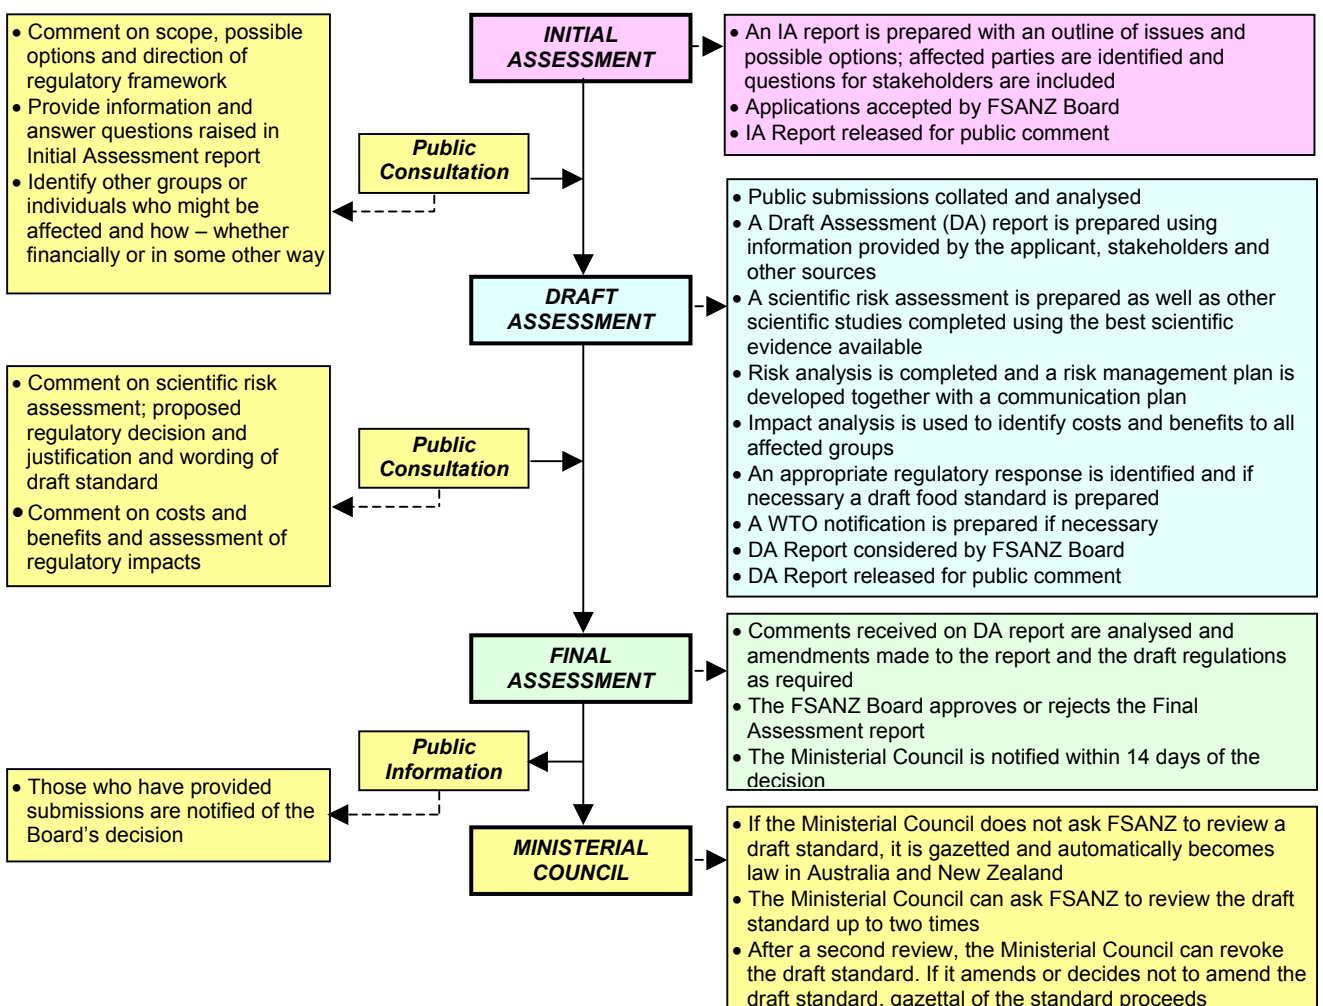 • Comment on scope, possible
options and direction of
regulatory framework
• Provide information and
answer questions raised in
Initial Assessment report
• Identify other groups or
individuals who might be
affected and how – whether
financially or in some other way
INITIAL
ASSESSMENT
• An IA report is prepared with an outline of issues and
possible options; affected parties are identified and
questions for stakeholders are included
• Applications accepted by FSANZ Board
• IA Report released for public comment
Public
Consultation
DRAFT
ASSESSMENT
• Public submissions collated and analysed
• A Draft Assessment (DA) report is prepared using
information provided by the applicant, stakeholders and
other sources
• A scientific risk assessment is prepared as well as other
scientific studies completed using the best scientific
evidence available
• Risk analysis is completed and a risk management plan is
developed together with a communication plan
• Impact analysis is used to identify costs and benefits to all
affected groups
• An appropriate regulatory response is identified and if
necessary a draft food standard is prepared
• A WTO notification is prepared if necessary
• DA Report considered by FSANZ Board
• DA Report released for public comment
• Comment on scientific risk
assessment; proposed
regulatory decision and
justification and wording of
draft standard
• Comment on costs and
benefits and assessment of
regulatory impacts
Public
Consultation
FINAL
ASSESSMENT
• Comments received on DA report are analysed and
amendments made to the report and the draft regulations
as required
• The FSANZ Board approves or rejects the Final
Assessment report
• The Ministerial Council is notified within 14 days of the
decision
Public
Information
• Those who have provided
submissions are notified of the
Board's decision
MINISTERIAL
COUNCIL
• If the Ministerial Council does not ask FSANZ to review a
draft standard, it is gazetted and automatically becomes
law in Australia and New Zealand
• The Ministerial Council can ask FSANZ to review the draft
standard up to two times
• After a second review, the Ministerial Council can revoke
the draft standard. If it amends or decides not to amend the
draft standard, gazettal of the standard proceeds